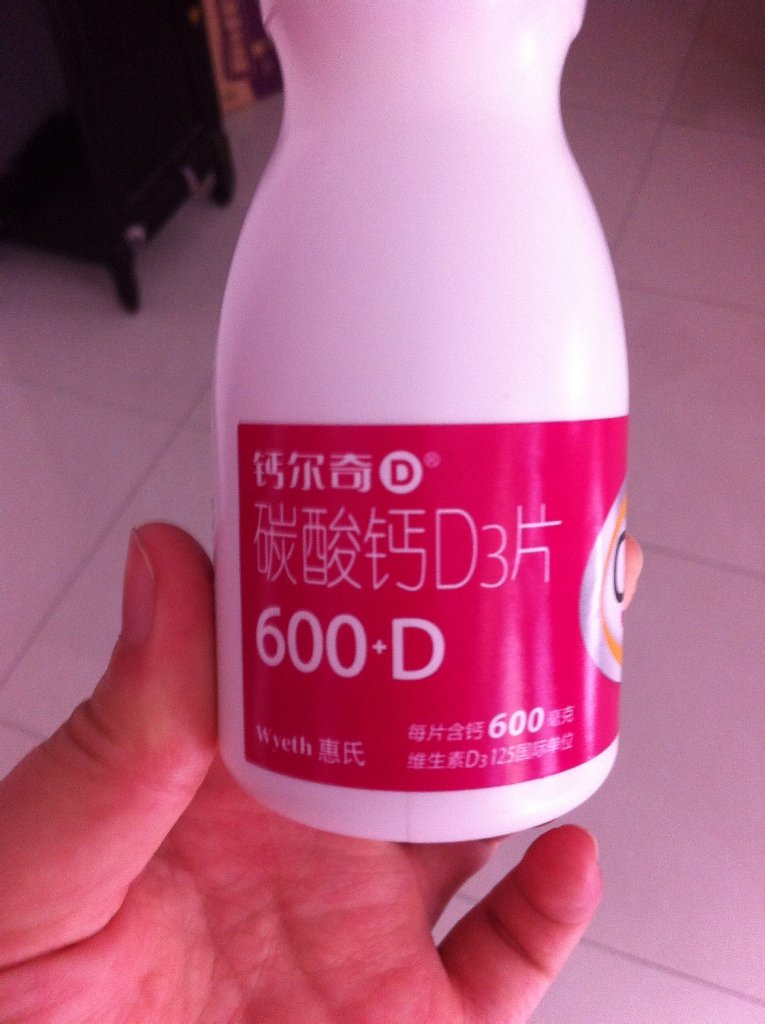 钙尔奇D®
碳酸钙D3片
600+D
Wyeth 惠氏
每片含钙600毫克
维生素D3 125国际单位